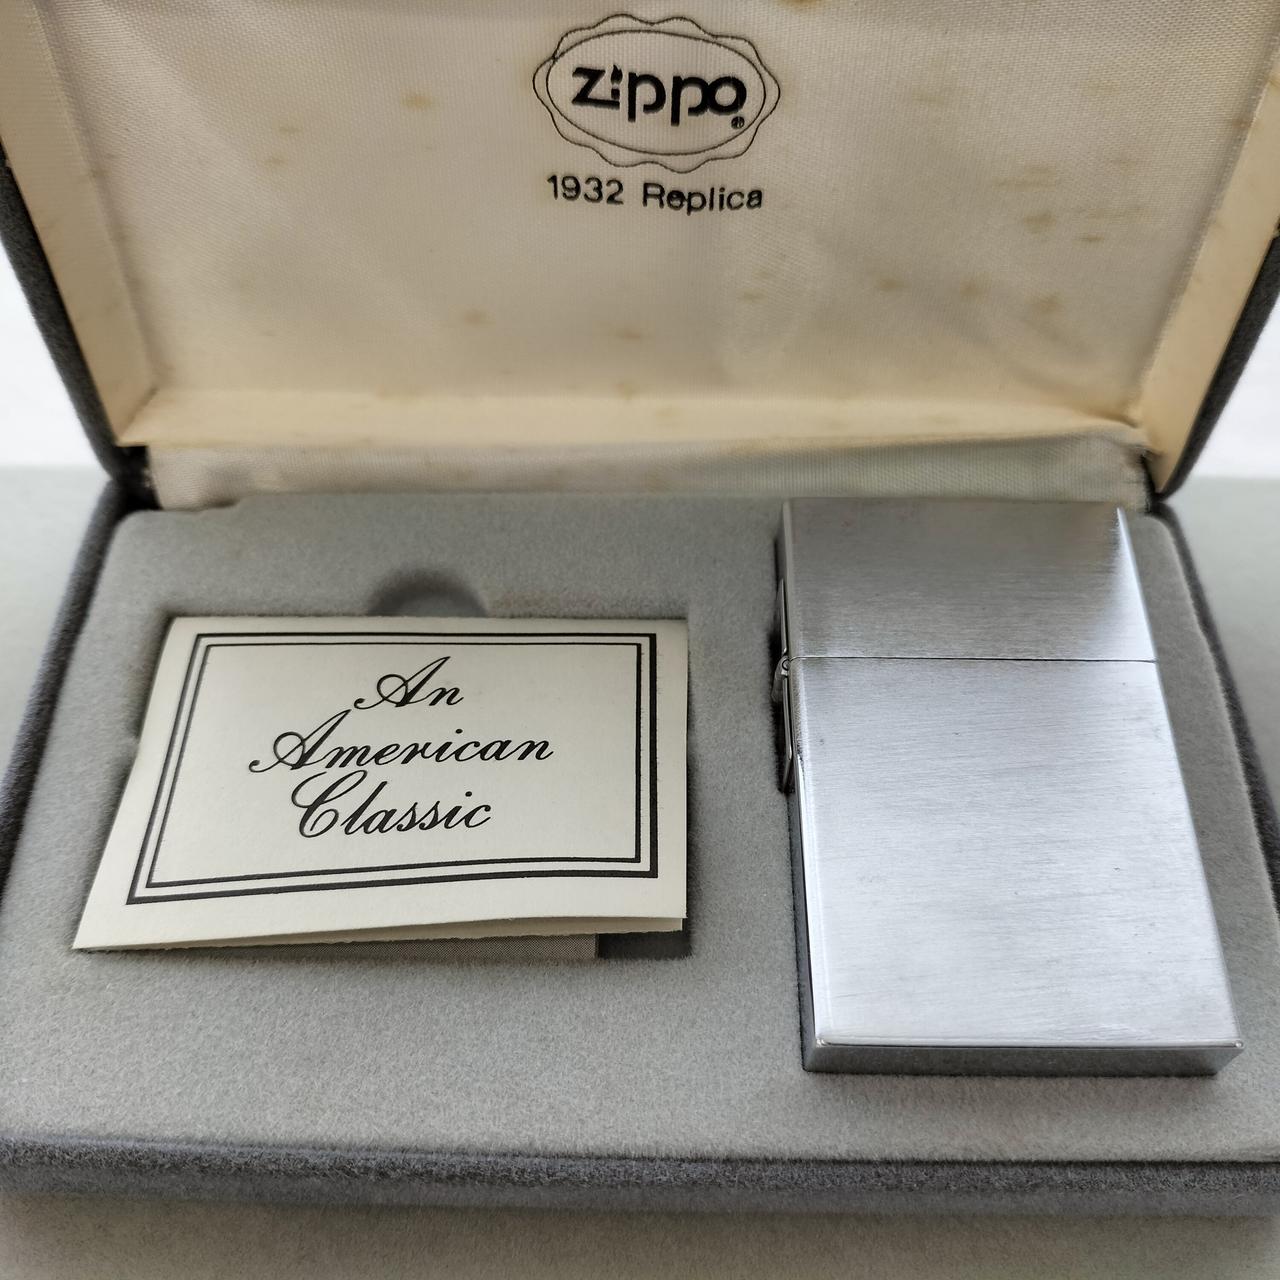 Zippo®
1932 Replica
An
American
Classic